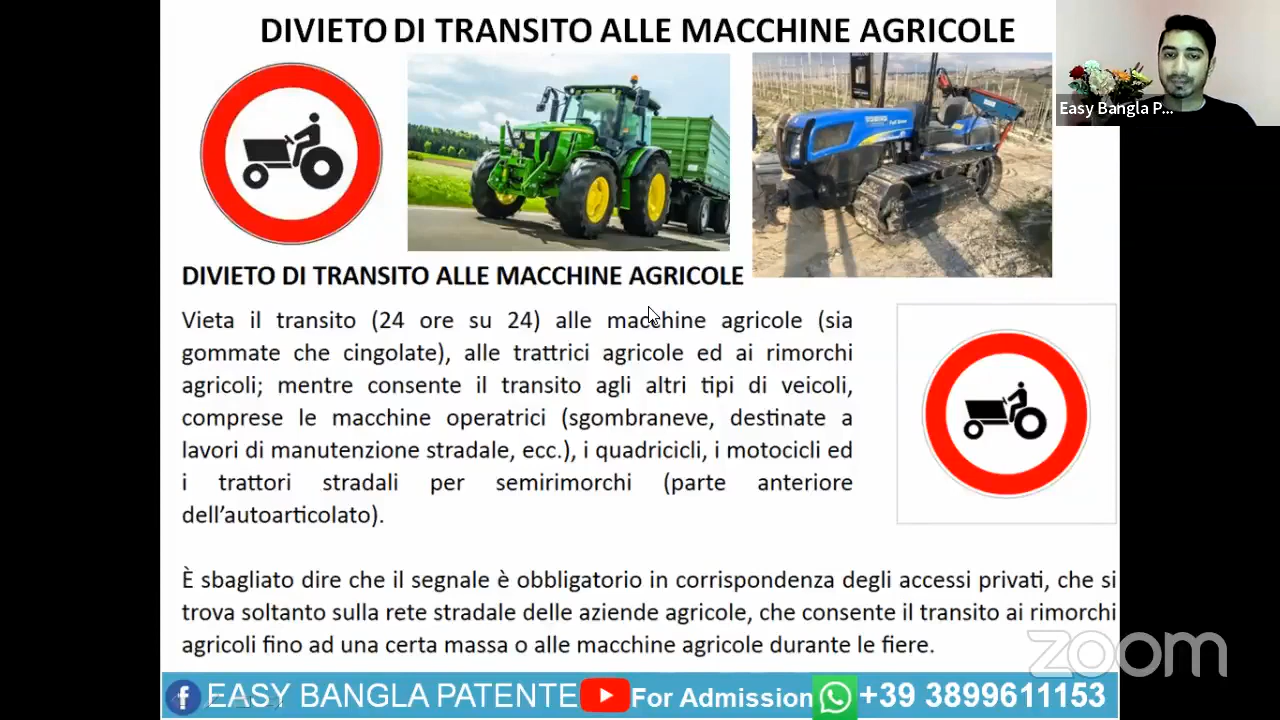 DIVIETO DI TRANSITO ALLE MACCHINE AGRICOLE
Easy Bangla P...
DIVIETO DI TRANSITO ALLE MACCHINE AGRICOLE
Vieta il transito (24 ore su 24) alle macchine agricole (sia
gommate che cingolate), alle trattrici agricole ed ai rimorchi
agricoli; mentre consente il transito agli altri tipi di veicoli,
comprese le macchine operatrici (sgombraneve, destinate a
lavori di manutenzione stradale, ecc.), i quadricicli, i motocicli ed
i trattori stradali per semirimorchi (parte anteriore
dell’autoarticolato).
È sbagliato dire che il segnale è obbligatorio in corrispondenza degli accessi privati, che si
trova soltanto sulla rete stradale delle aziende agricole, che consente il transito ai rimorchi
agricoli fino ad una certa massa o alle macchine agricole durante le fiere.
zoom
EASY BANGLA PATENTE For Admission +39 3899611153